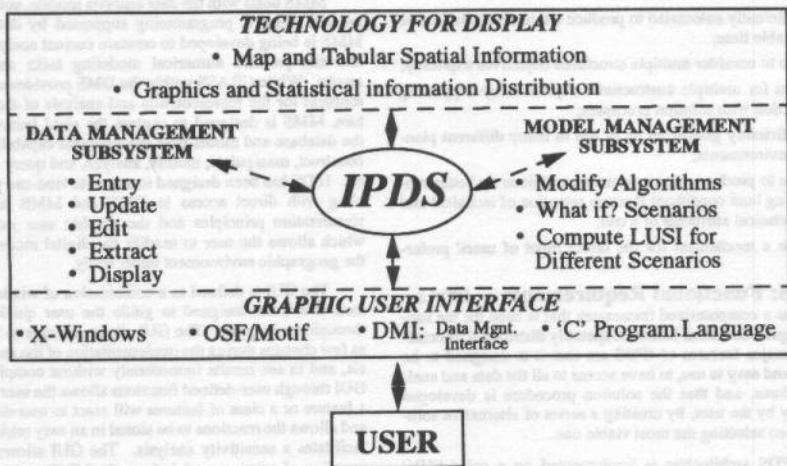 TECHNOLOGY FOR DISPLAY
• Map and Tabular Spatial Information
• Graphics and Statistical information Distribution
DATA MANAGEMENT
SUBSYSTEM
• Entry
• Update
• Edit
• Extract
• Display
IPDS
MODEL MANAGEMENT
SUBSYSTEM
• Modify Algorithms
• What if? Scenarios
• Compute LUSI for
Different Scenarios
GRAPHIC USER INTERFACE
• X-Windows • OSF/Motif • DMI: Data Mgnt. Interface • 'C' Program.Language
USER